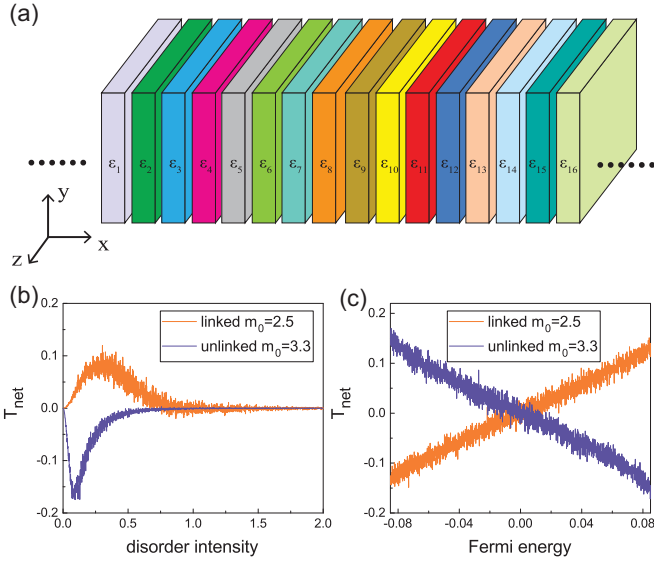 (a)
ε₁ ε₂ ε₃ ε₄ ε₅ ε₆ ε₇ ε₈ ε₉ ε₁₀ ε₁₁ ε₁₂ ε₁₃ ε₁₄ ε₁₅ ε₁₆
y
x
z
(b)
0.2
0.1
0.0
-0.1
-0.2
T_net
linked m₀=2.5
unlinked m₀=3.3
0.0 0.5 1.0 1.5 2.0
disorder intensity
(c)
0.2
0.1
0.0
-0.1
-0.2
T_net
linked m₀=2.5
unlinked m₀=3.3
-0.08 -0.04 0.00 0.04 0.08
Fermi energy